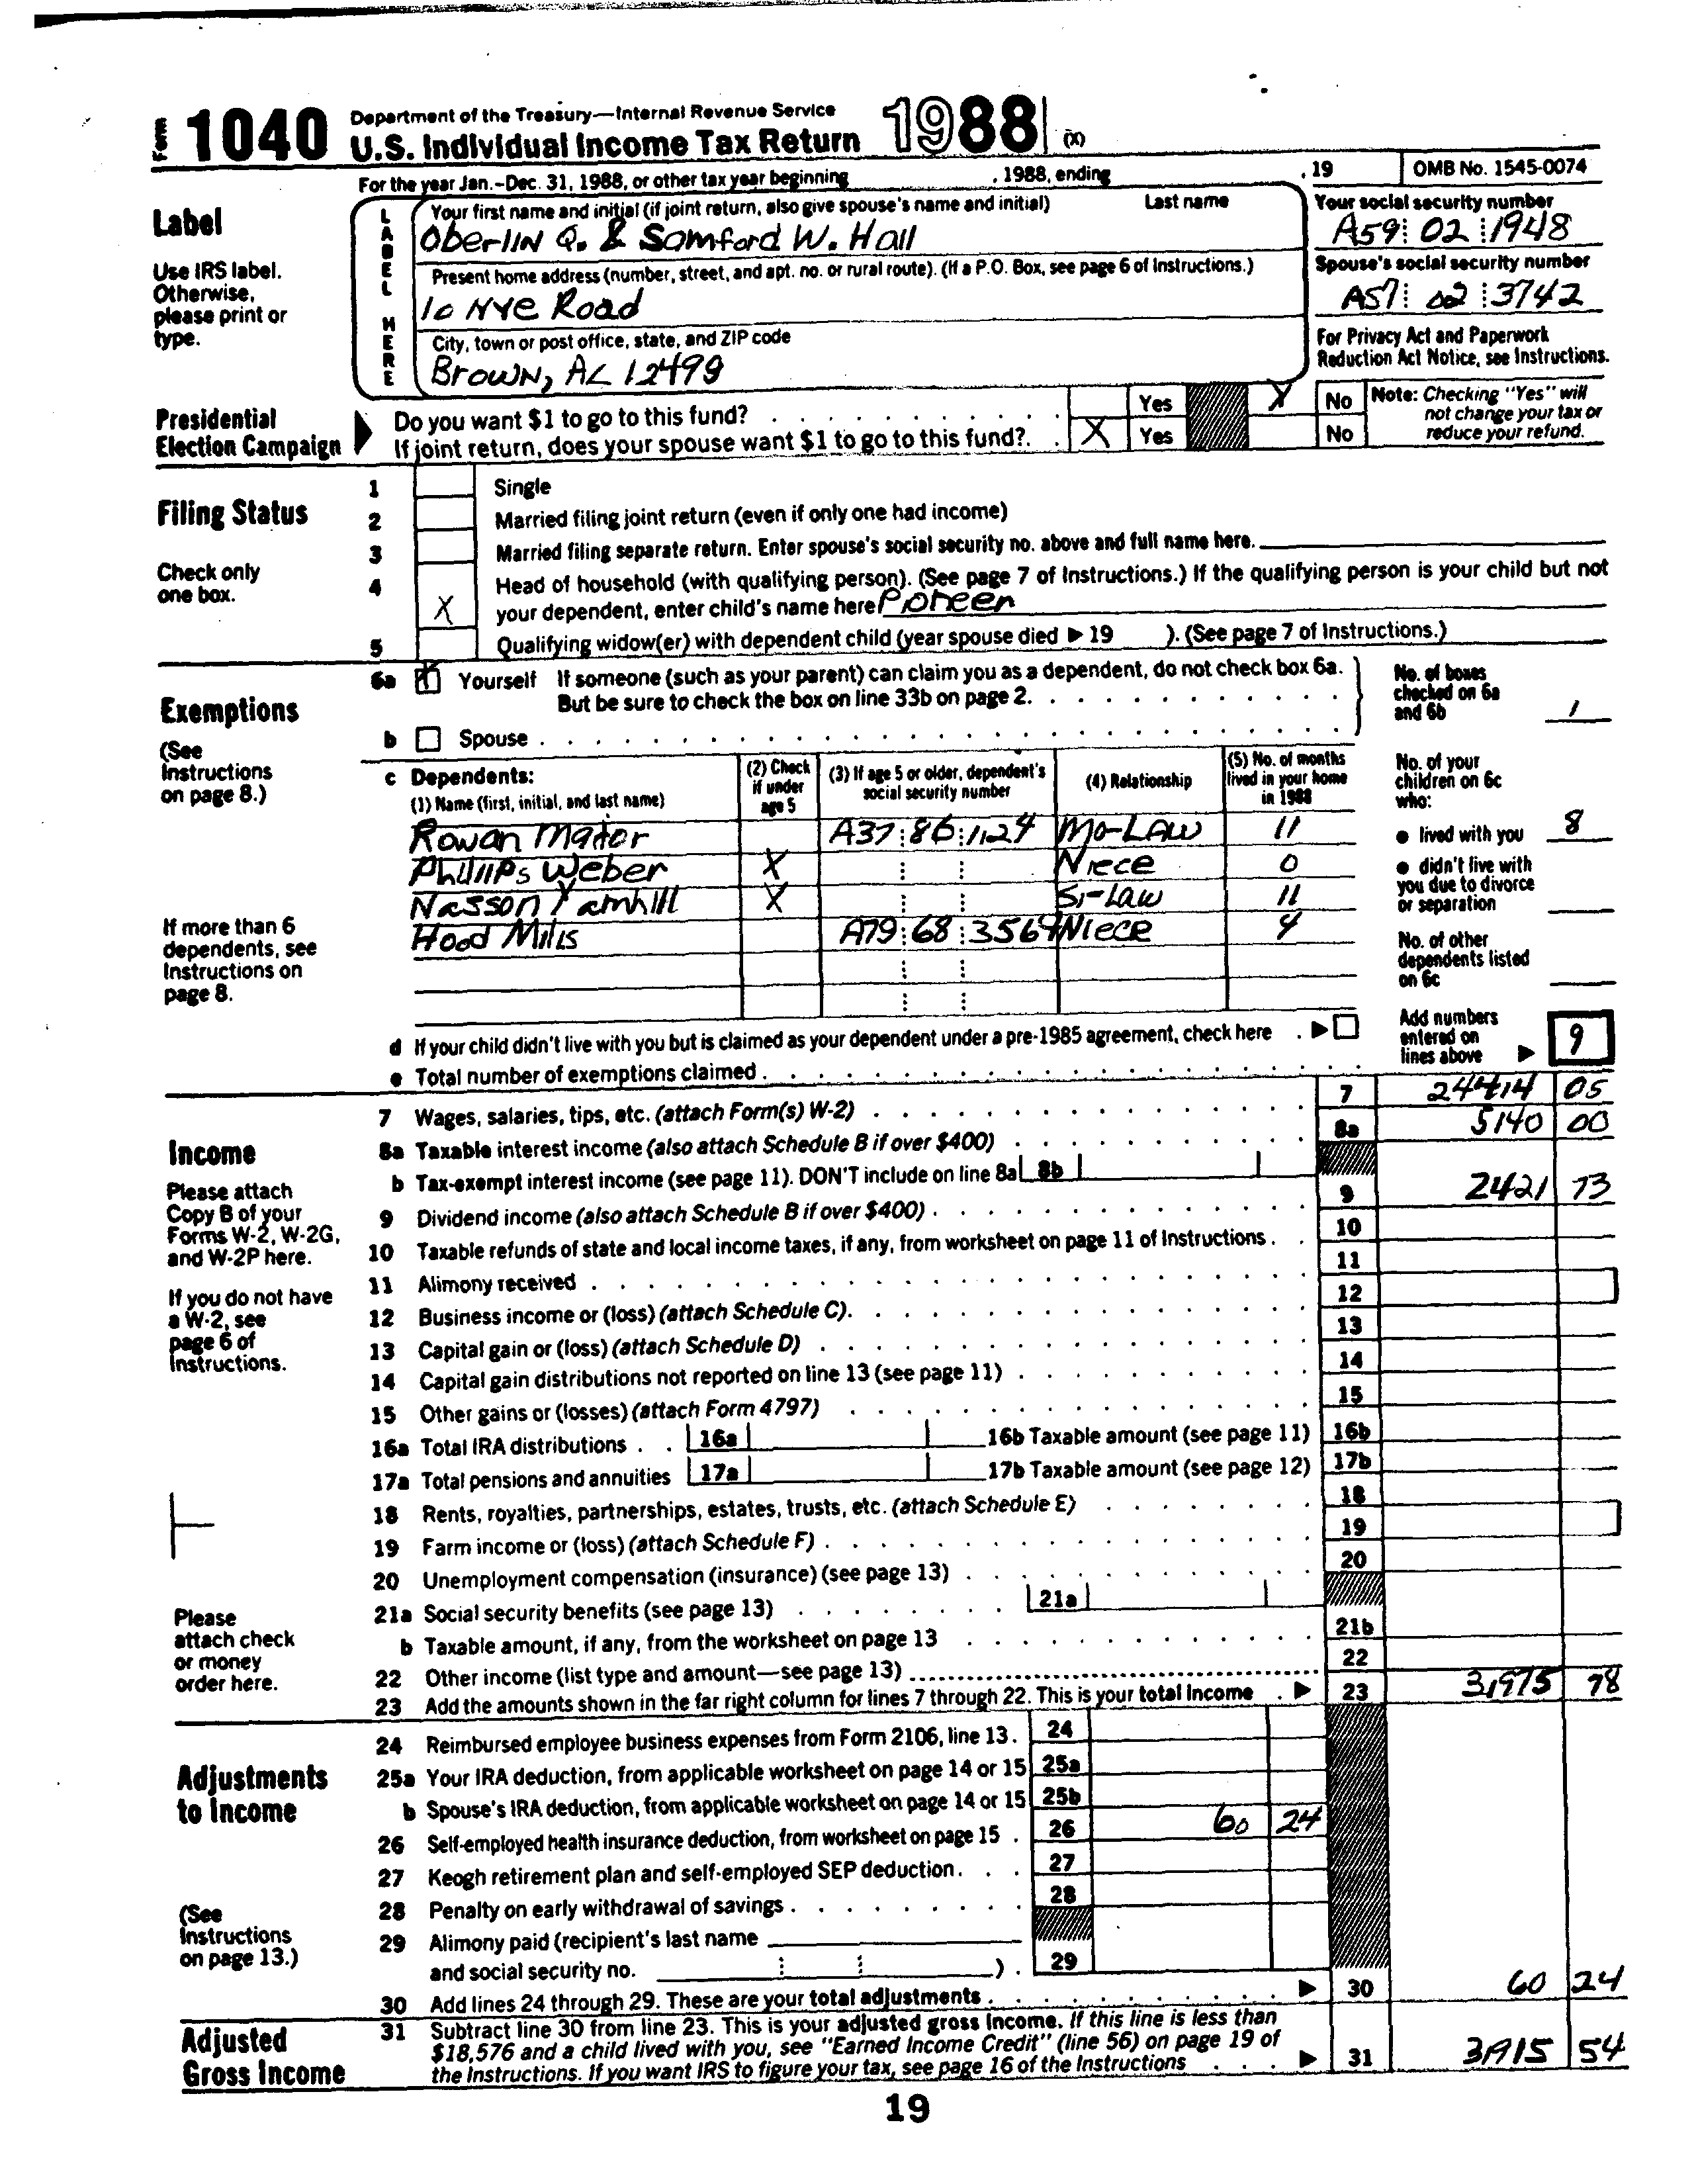 Form 1040 Department of the Treasury—Internal Revenue Service
U.S. Individual Income Tax Return 1988 (X)
For the year Jan.-Dec. 31, 1988, or other tax year beginning , 1988, ending , 19 OMB No. 1545-0074
Label
Use IRS label.
Otherwise,
please print or
type.
LABEL HERE
Your first name and initial (if joint return, also give spouse's name and initial) Last name
Oberlin Q. & Samford W. Hall
Your social security number
A59 02 1948
Present home address (number, street, and apt. no. or rural route). (If a P.O. Box, see page 6 of Instructions.)
10 Nye Road
Spouse's social security number
A57 02 3742
City, town or post office, state, and ZIP code
Brown, AL 12499
For Privacy Act and Paperwork
Reduction Act Notice, see Instructions.
Presidential
Election Campaign
Do you want $1 to go to this fund? Yes X No
If joint return, does your spouse want $1 to go to this fund? X Yes No
Note: Checking "Yes" will
not change your tax or
reduce your refund.
Filing Status
Check only
one box.
1 Single
2 Married filing joint return (even if only one had income)
3 Married filing separate return. Enter spouse's social security no. above and full name here.
4 Head of household (with qualifying person). (See page 7 of Instructions.) If the qualifying person is your child but not
X your dependent, enter child's name here
5 Qualifying widow(er) with dependent child (year spouse died ▶ 19 ). (See page 7 of Instructions.)
Exemptions
(See
Instructions
on page 8.)
6a X Yourself If someone (such as your parent) can claim you as a dependent, do not check box 6a.
But be sure to check the box on line 33b on page 2.
b Spouse
No. of boxes
checked on 6a
and 6b 1
c Dependents:
(1) Name (first, initial, and last name)
(2) Check
if under
age 5
(3) If age 5 or older, dependent's
social security number
(4) Relationship
(5) No. of months
lived in your home
in 1988
Rowan Mator A37 86 1124 Mo-Law 11
Phillips Weber X Niece 0
Nasson Yamhill X Si-Law 11
Hood Mills A79 68 3564 Niece 4
If more than 6
dependents, see
Instructions on
page 8.
No. of your
children on 6c
who:
● lived with you 8
● didn't live with
you due to divorce
or separation
No. of other
dependents listed
on 6c
d If your child didn't live with you but is claimed as your dependent under a pre-1985 agreement, check here ▶
e Total number of exemptions claimed
Add numbers
entered on
lines above ▶ 9
Income
Please attach
Copy B of your
Forms W-2, W-2G,
and W-2P here.
If you do not have
a W-2, see
page 6 of
Instructions.
7 Wages, salaries, tips, etc. (attach Form(s) W-2) 7 24414 05
8a Taxable interest income (also attach Schedule B if over $400) 8a 5140 00
b Tax-exempt interest income (see page 11). DON'T include on line 8a 8b
9 Dividend income (also attach Schedule B if over $400) 9 2421 73
10 Taxable refunds of state and local income taxes, if any, from worksheet on page 11 of Instructions 10
11 Alimony received 11
12 Business income or (loss) (attach Schedule C) 12
13 Capital gain or (loss) (attach Schedule D) 13
14 Capital gain distributions not reported on line 13 (see page 11) 14
15 Other gains or (losses) (attach Form 4797) 15
16a Total IRA distributions 16a 16b Taxable amount (see page 11) 16b
17a Total pensions and annuities 17a 17b Taxable amount (see page 12) 17b
18 Rents, royalties, partnerships, estates, trusts, etc. (attach Schedule E) 18
19 Farm income or (loss) (attach Schedule F) 19
20 Unemployment compensation (insurance) (see page 13) 20
21a Social security benefits (see page 13) 21a
b Taxable amount, if any, from the worksheet on page 13 21b
22 Other income (list type and amount—see page 13) 22
23 Add the amounts shown in the far right column for lines 7 through 22. This is your total income ▶ 23 31975 78
Please
attach check
or money
order here.
Adjustments
to Income
(See
Instructions
on page 13.)
24 Reimbursed employee business expenses from Form 2106, line 13. 24
25a Your IRA deduction, from applicable worksheet on page 14 or 15 25a
b Spouse's IRA deduction, from applicable worksheet on page 14 or 15 25b
26 Self-employed health insurance deduction, from worksheet on page 15 26 60 24
27 Keogh retirement plan and self-employed SEP deduction 27
28 Penalty on early withdrawal of savings 28
29 Alimony paid (recipient's last name
and social security no. ) 29
30 Add lines 24 through 29. These are your total adjustments ▶ 30 60 24
Adjusted
Gross Income
31 Subtract line 30 from line 23. This is your adjusted gross income. If this line is less than
$18,576 and a child lived with you, see "Earned Income Credit" (line 56) on page 19 of
the Instructions. If you want IRS to figure your tax, see page 16 of the Instructions ▶ 31 31915 54
19